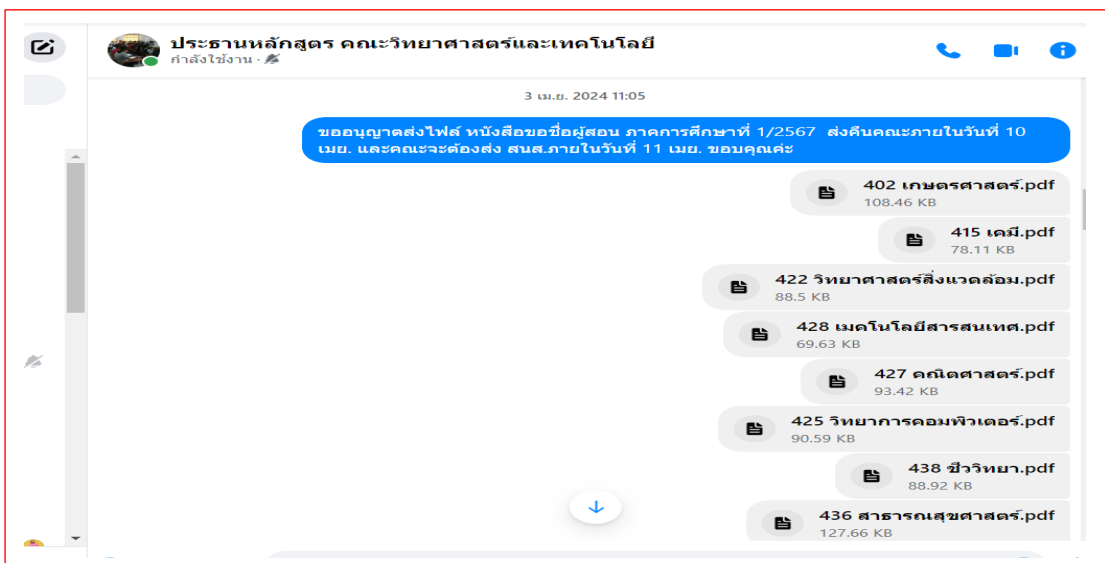 ประธานหลักสูตร คณะวิทยาศาสตร์และเทคโนโลยี
กำลังใช้งาน ·
3 เม.ย. 2024 11:05
ขออนุญาตส่งไฟล์ หนังสือขอชื่อผู้สอน ภาคการศึกษาที่ 1/2567 ส่งคืนคณะภายในวันที่ 10
เมย. และคณะจะต้องส่ง สนส.ภายในวันที่ 11 เมย. ขอบคุณค่ะ
402 เกษตรศาสตร์.pdf
108.46 KB
415 เคมี.pdf
78.11 KB
422 วิทยาศาสตร์สิ่งแวดล้อม.pdf
88.5 KB
428 เมคโนโลยีสารสนเทศ.pdf
69.63 KB
427 คณิตศาสตร์.pdf
93.42 KB
425 วิทยาการคอมพิวเตอร์.pdf
90.59 KB
438 ชีววิทยา.pdf
88.92 KB
436 สาธารณสุขศาสตร์.pdf
127.66 KB